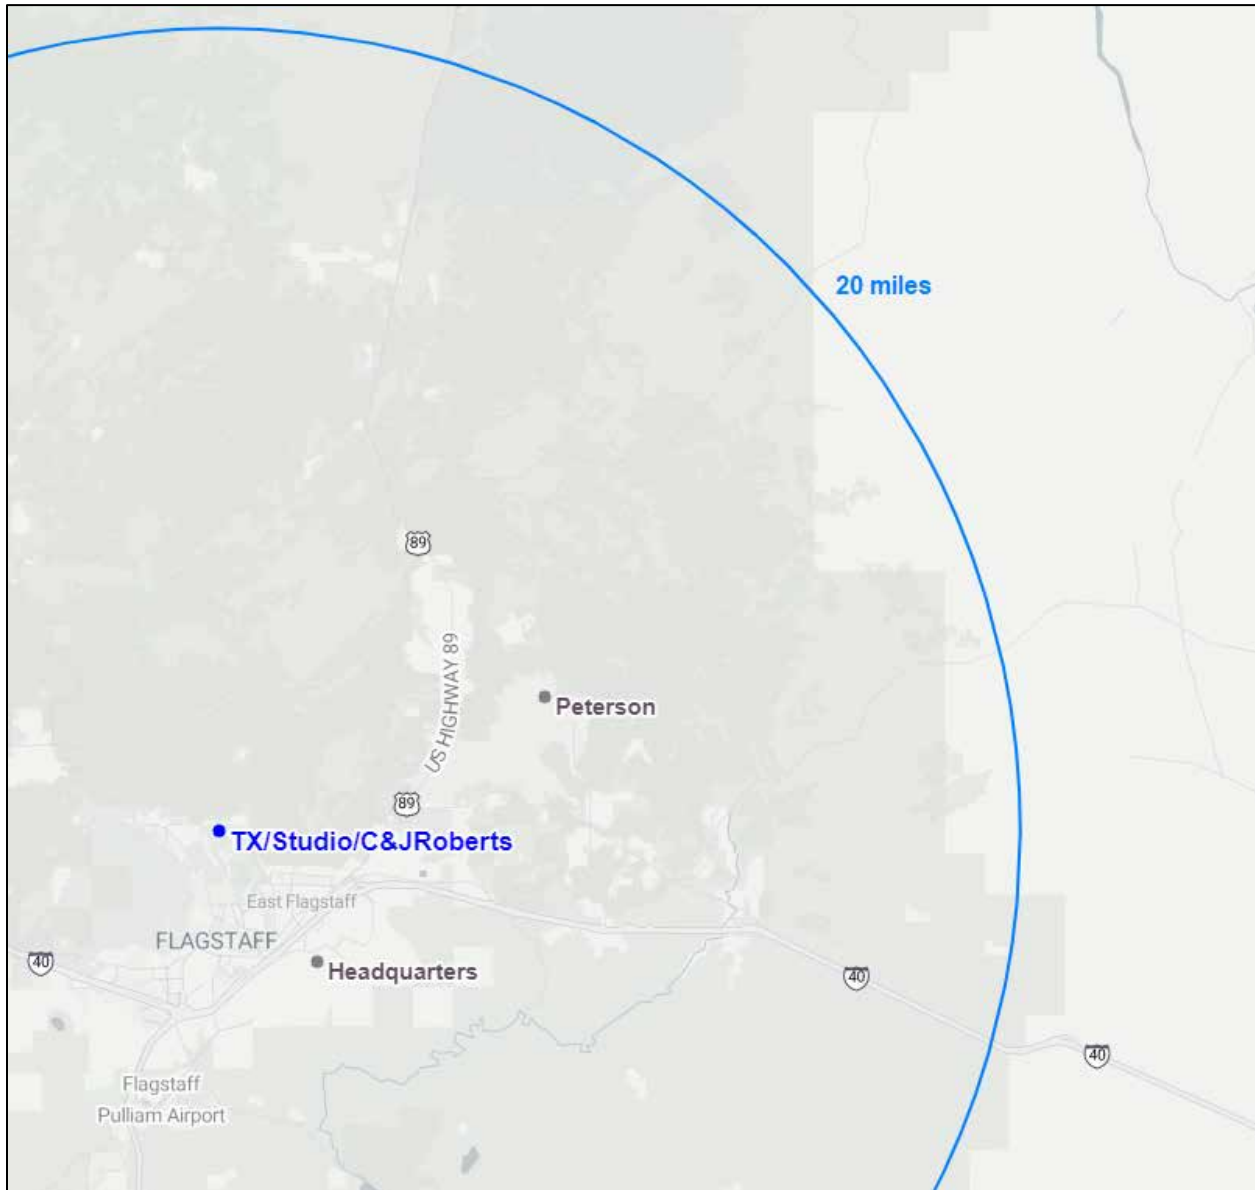 20 miles
89
US HIGHWAY 89
Peterson
89
TX/Studio/C&JRoberts
East Flagstaff
FLAGSTAFF
40
Headquarters
40
40
Flagstaff
Pulliam Airport